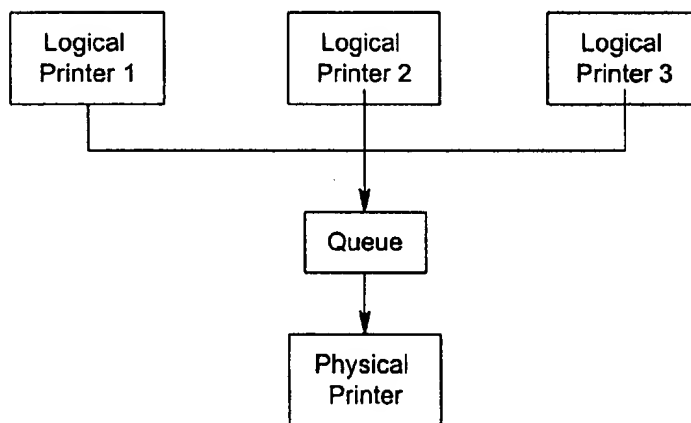 Logical
Printer 1
Logical
Printer 2
Logical
Printer 3
Queue
Physical
Printer